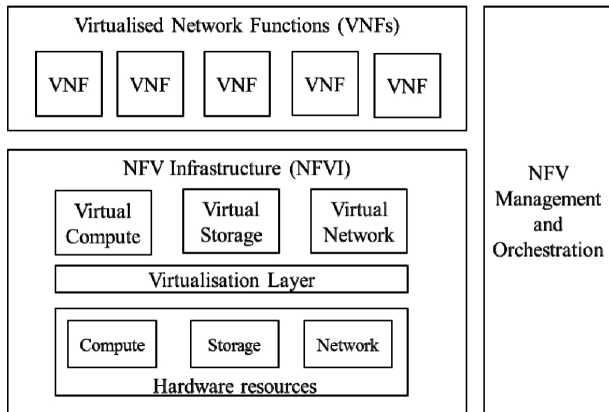 Virtualised Network Functions (VNFs)
VNF
VNF
VNF
VNF
VNF
NFV Infrastructure (NFVI)
Virtual
Compute
Virtual
Storage
Virtual
Network
Virtualisation Layer
Compute
Storage
Network
Hardware resources
NFV
Management
and
Orchestration